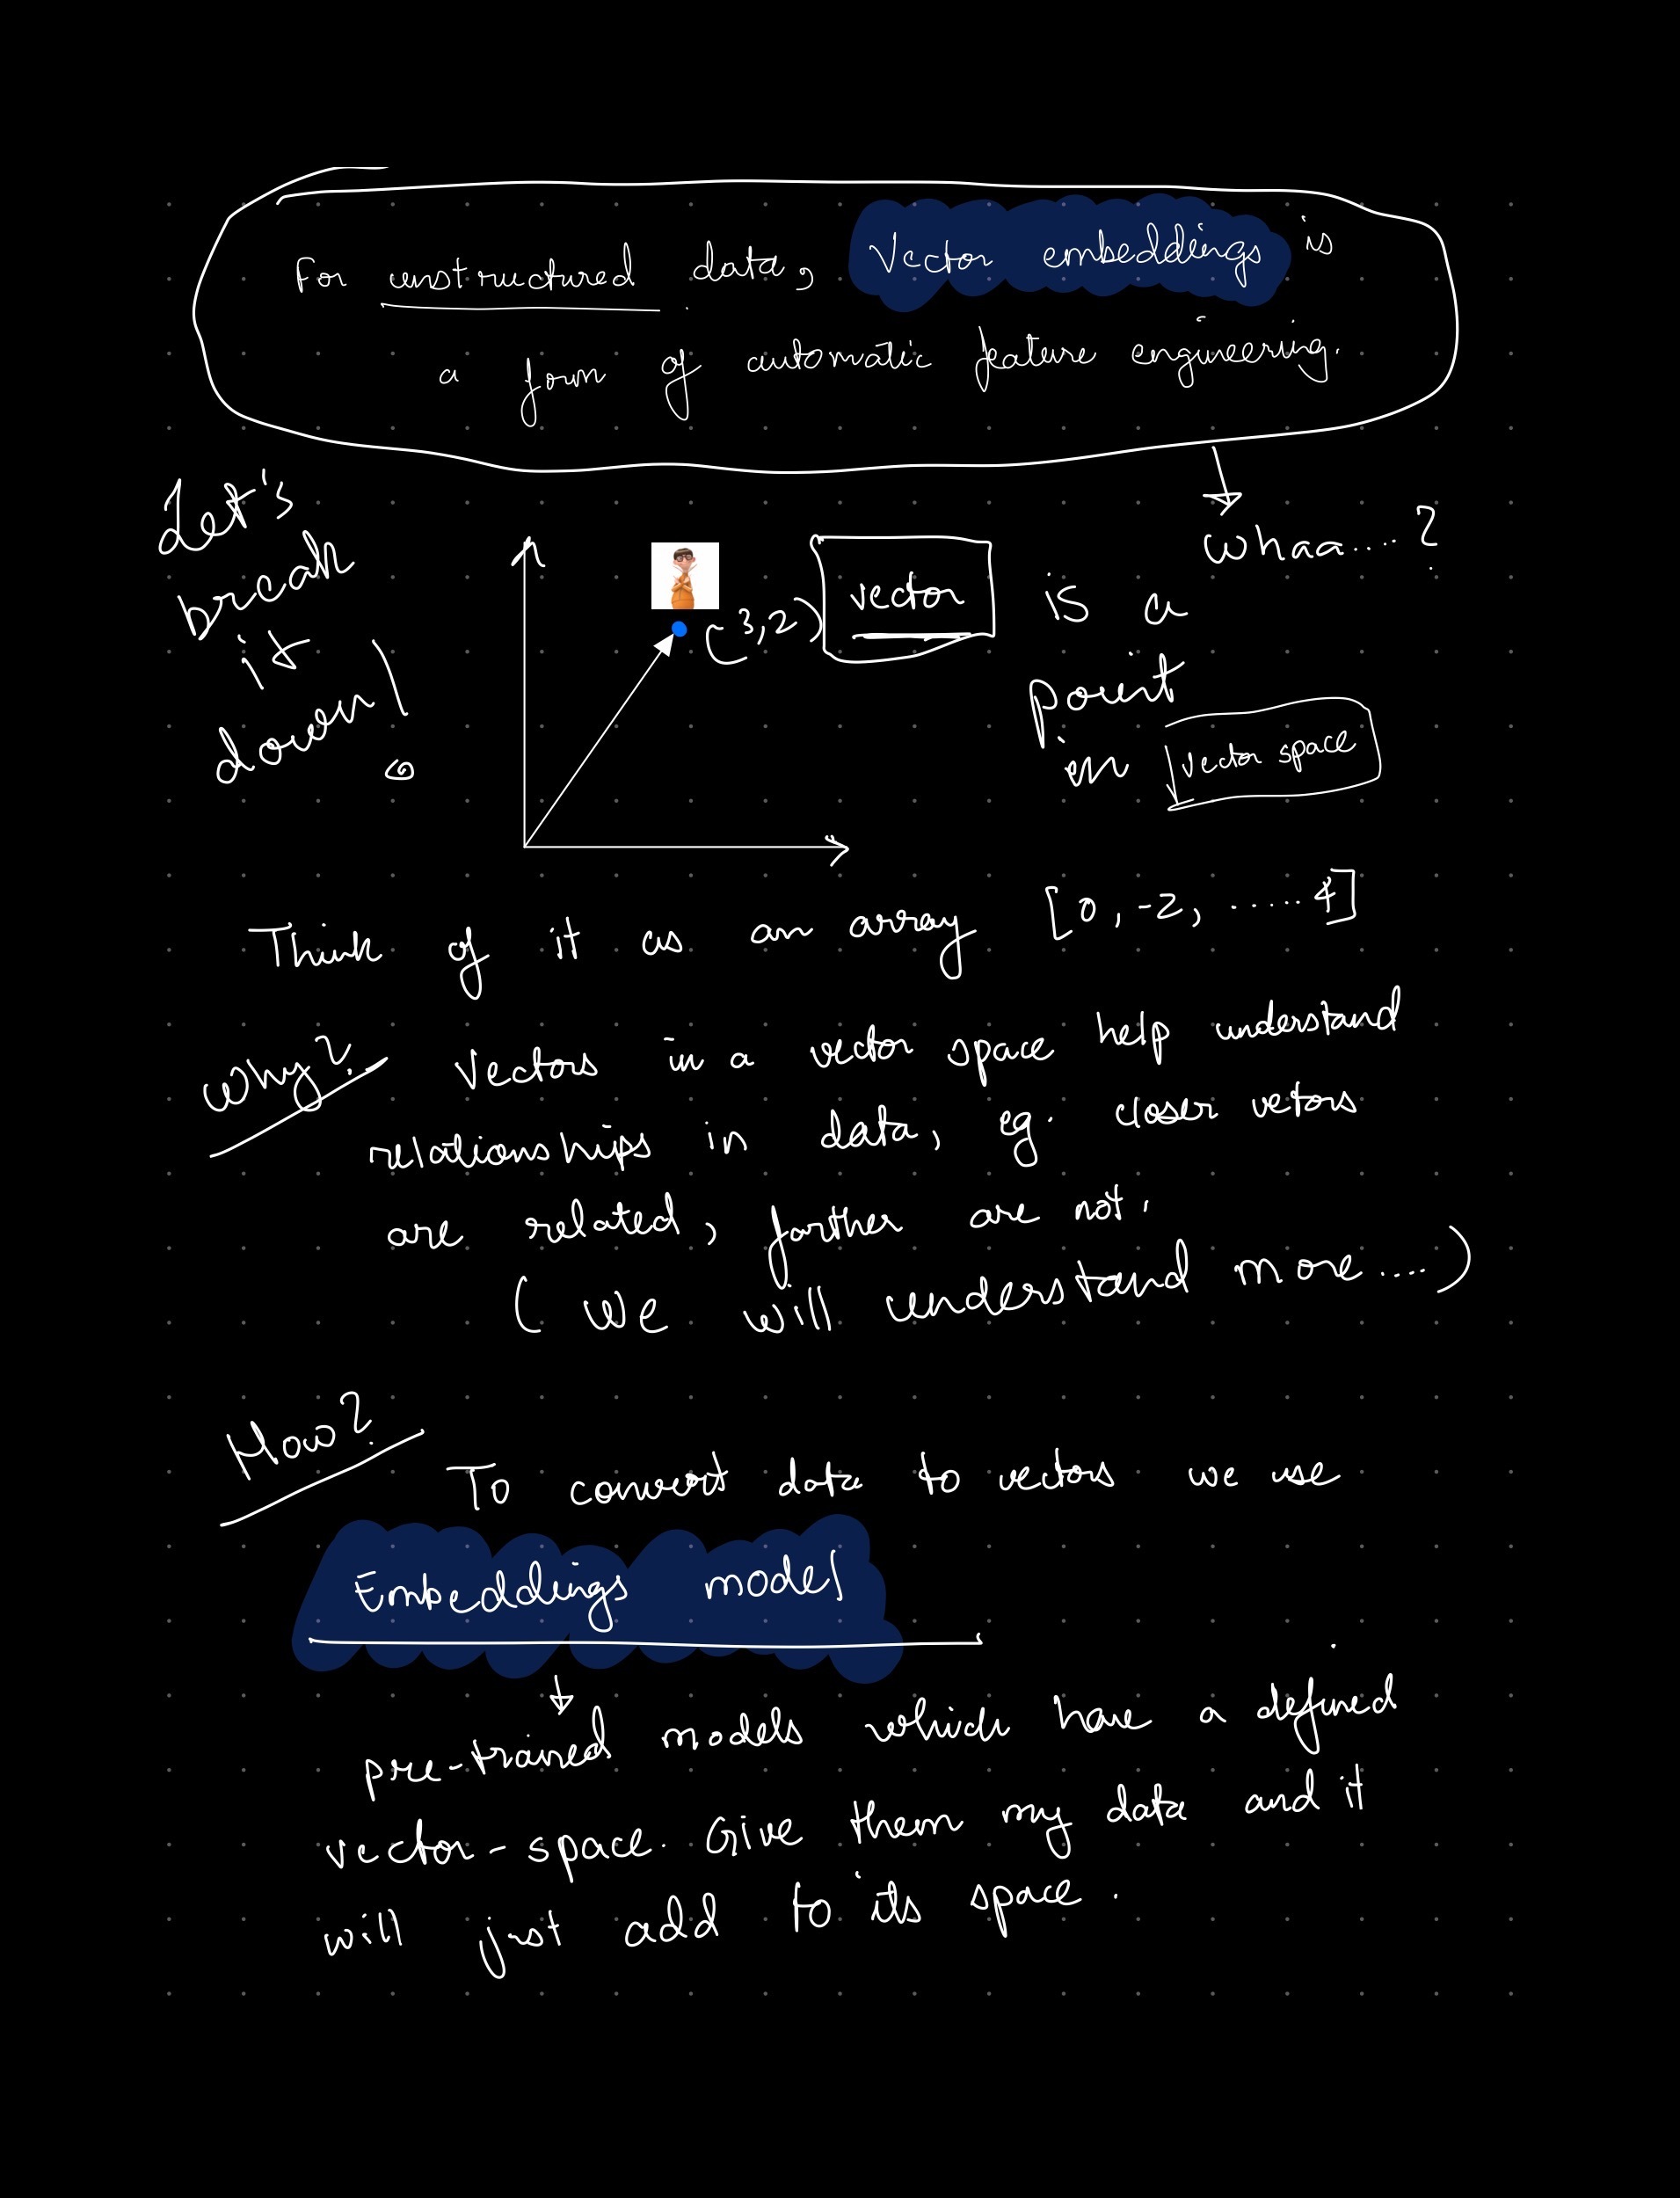 For unstructured data, Vector embeddings is
a form of automatic feature engineering.
whaa....?
Let's
break
it
down!
(3,2)
vector is a
point
in vector space
Think of it as an array [0, -2, ..... 4]
Why? Vectors in a vector space help understand
relationships in data, eg. closer vetors
are related, farther are not.
(We will understand more....)
How?
To convert data to vectors we use
Embeddings model
pre-trained models which have a defined
vector-space. Give them my data and it
will just add to its space.